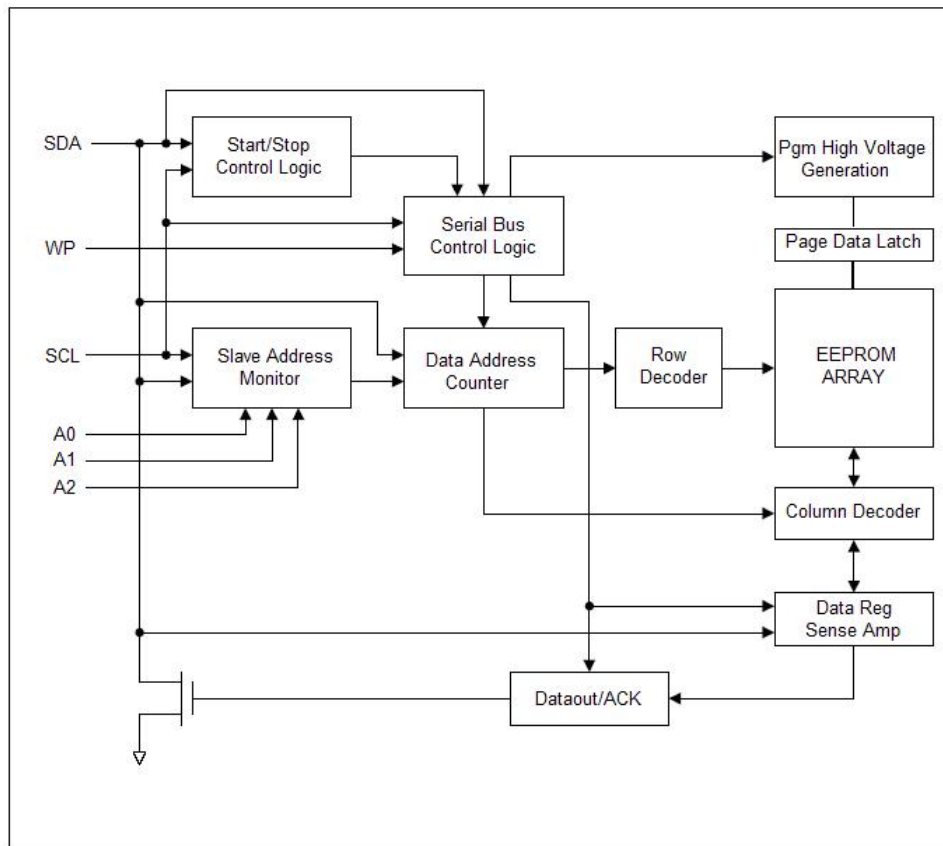 SDA
Start/Stop
Control Logic
Pgm High Voltage
Generation
WP
Serial Bus
Control Logic
Page Data Latch
SCL
Slave Address
Monitor
Data Address
Counter
Row
Decoder
EEPROM
ARRAY
A0
A1
A2
Column Decoder
Data Reg
Sense Amp
Dataout/ACK